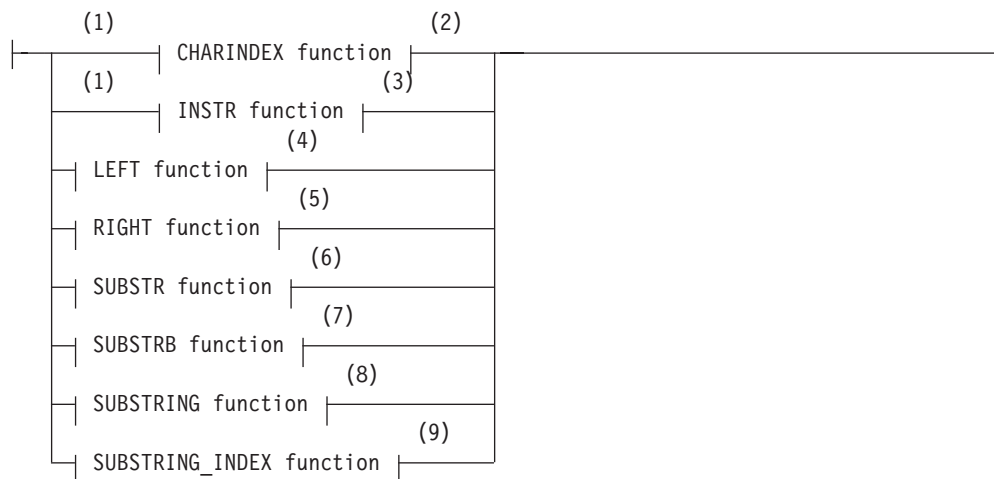 (1) (2)
CHARINDEX function
(1) (3)
INSTR function
(4)
LEFT function
(5)
RIGHT function
(6)
SUBSTR function
(7)
SUBSTRB function
(8)
SUBSTRING function
(9)
SUBSTRING_INDEX function